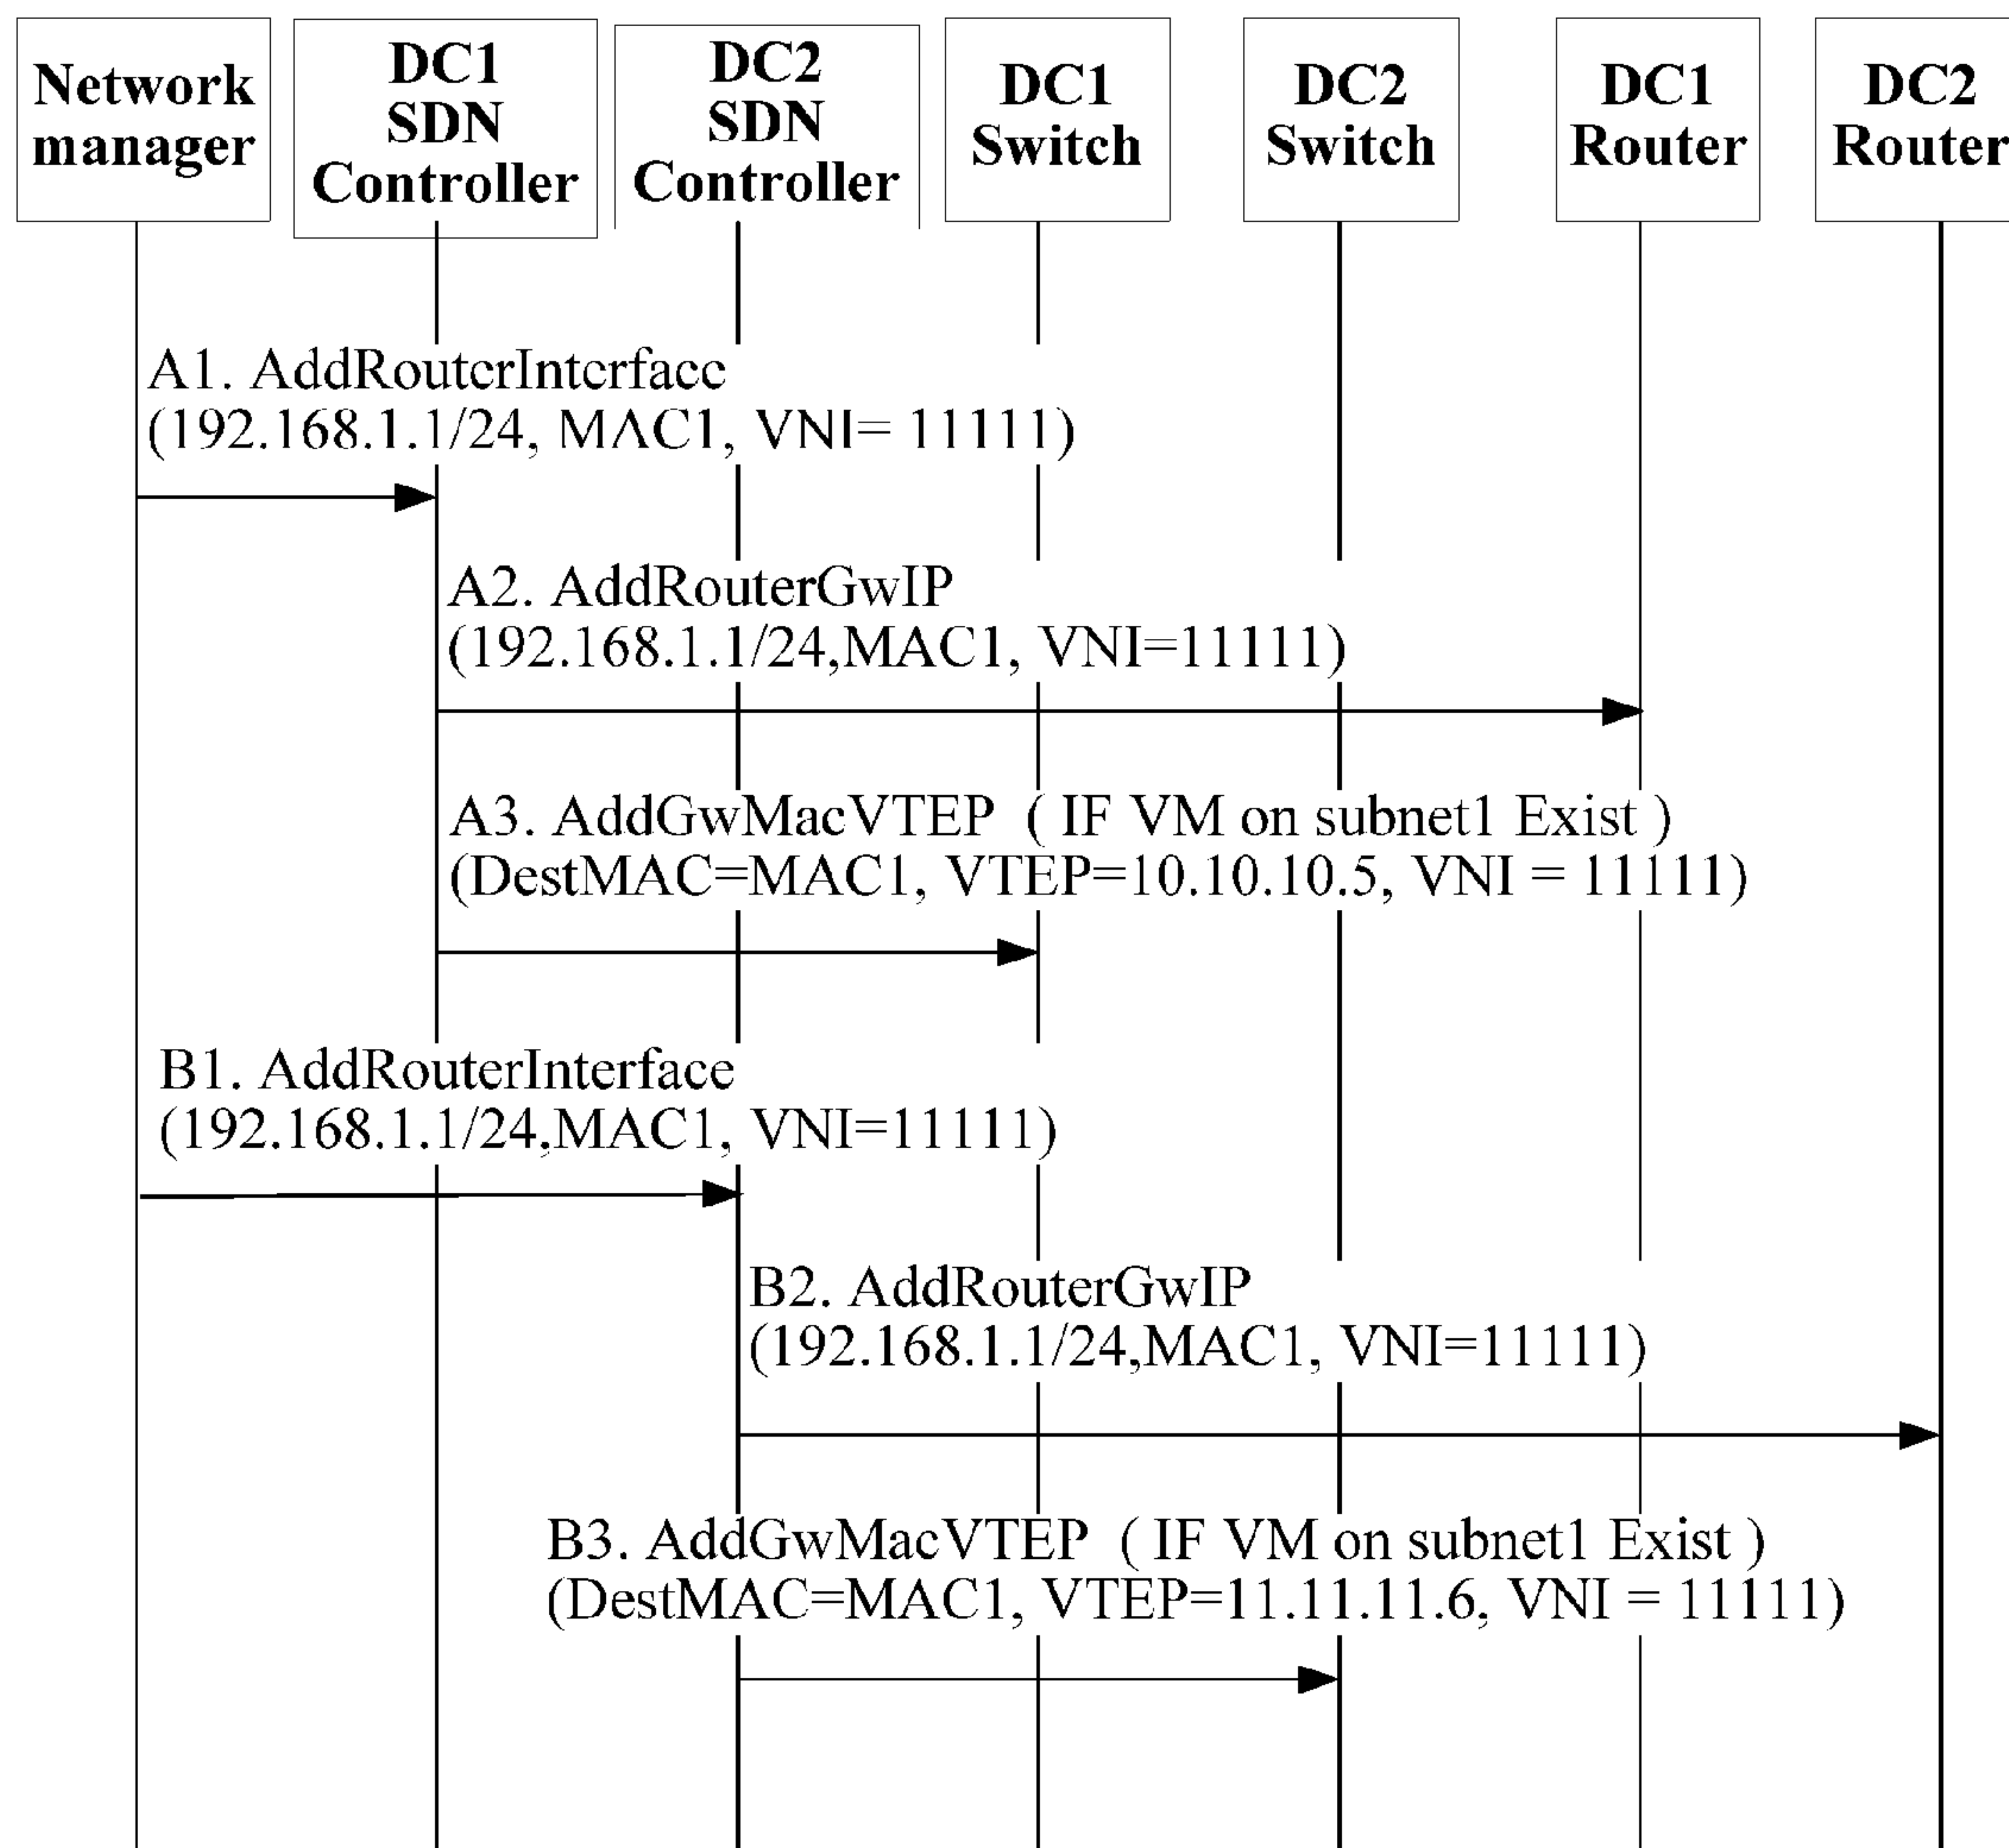 Network
manager
DC1
SDN
Controller
DC2
SDN
Controller
DC1
Switch
DC2
Switch
DC1
Router
DC2
Router
A1. AddRouterInterface
(192.168.1.1/24, MAC1, VNI= 11111)
A2. AddRouterGwIP
(192.168.1.1/24,MAC1, VNI=11111)
A3. AddGwMacVTEP ( IF VM on subnet1 Exist )
(DestMAC=MAC1, VTEP=10.10.10.5, VNI = 11111)
B1. AddRouterInterface
(192.168.1.1/24,MAC1, VNI=11111)
B2. AddRouterGwIP
(192.168.1.1/24,MAC1, VNI=11111)
B3. AddGwMacVTEP ( IF VM on subnet1 Exist )
(DestMAC=MAC1, VTEP=11.11.11.6, VNI = 11111)